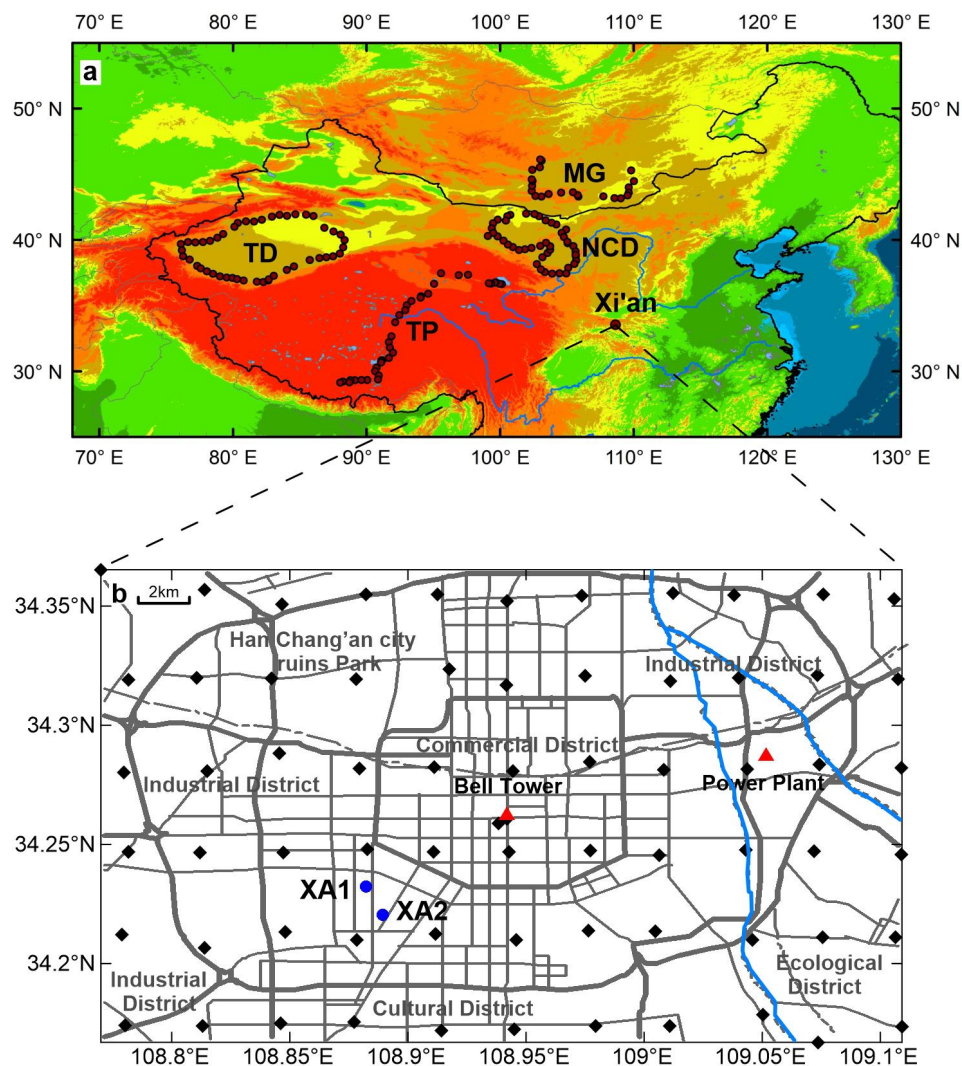 70° E 80° E 90° E 100° E 110° E 120° E 130° E
a
50° N 50° N
MG
40° N 40° N
TD NCD
Xi'an
TP
30° N 30° N
70° E 80° E 90° E 100° E 110° E 120° E 130° E
b
2km
34.35°N
Han Chang'an city
ruins Park
Industrial District
34.3°N
Commercial District
Industrial District
Bell Tower
Power Plant
34.25°N
XA1
XA2
34.2°N
Industrial
District
Ecological
District
Cultural District
108.8°E 108.85°E 108.9°E 108.95°E 109°E 109.05°E 109.1°E